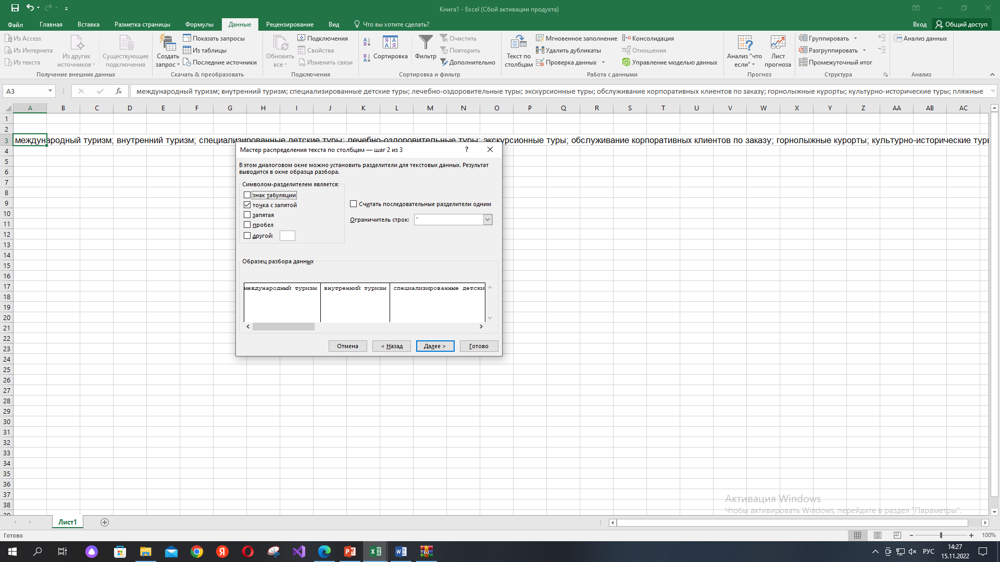 Книга1 - Excel (Сбой активации продукта)
Файл Главная Вставка Разметка страницы Формулы Данные Рецензирование Вид Что вы хотите сделать? Вход Общий доступ
Из Access
Из Интернета
Из текста
Из других источников
Существующие подключения
Получение внешних данных
Создать запрос
Показать запросы
Из таблицы
Последние источники
Скачать & преобразовать
Обновить все
Подключения
Свойства
Изменить связи
Подключения
Сортировка
Фильтр
Очистить
Повторить
Дополнительно
Сортировка и фильтр
Текст по столбцам
Мгновенное заполнение
Удалить дубликаты
Проверка данных
Консолидация
Отношения
Управление моделью данных
Работа с данными
Анализ "что если"
Лист прогноза
Прогноз
Группировать
Разгруппировать
Промежуточный итог
Структура
Анализ данных
Анализ
A3 fx международный туризм; внутренний туризм; специализированные детские туры; лечебно-оздоровительные туры; экскурсионные туры; обслуживание корпоративных клиентов по заказу; горнолыжные курорты; культурно-исторические туры; пляжные
A B C D E F G H I J K L M N O P Q R S T U V W X Y Z AA AB AC
1
2
3 международный туризм; внутренний туризм; специализированные детские туры; лечебно-оздоровительные туры; экскурсионные туры; обслуживание корпоративных клиентов по заказу; горнолыжные курорты; культурно-исторические туры
4
5
6
7
8
9
10
11
12
13
14
15
16
17
18
19
20
21
22
23
24
25
26
27
28
29
30
31
32
33
34
35
36
37
38
39
Мастер распределения текста по столбцам — шаг 2 из 3 ?
В этом диалоговом окне можно установить разделители для текстовых данных. Результат
выводится в окне образца разбора.
Символом-разделителем является:
знак табуляции
точка с запятой
запятая
пробел
другой:
Считать последовательные разделители одним
Ограничитель строк: "
Образец разбора данных
международный туризм внутренний туризм специализированные детски
Отмена < Назад Далее > Готово
Активация Windows
Чтобы активировать Windows, перейдите в раздел "Параметры".
Лист1
Готово 100%
РУС 14:27
15.11.2022